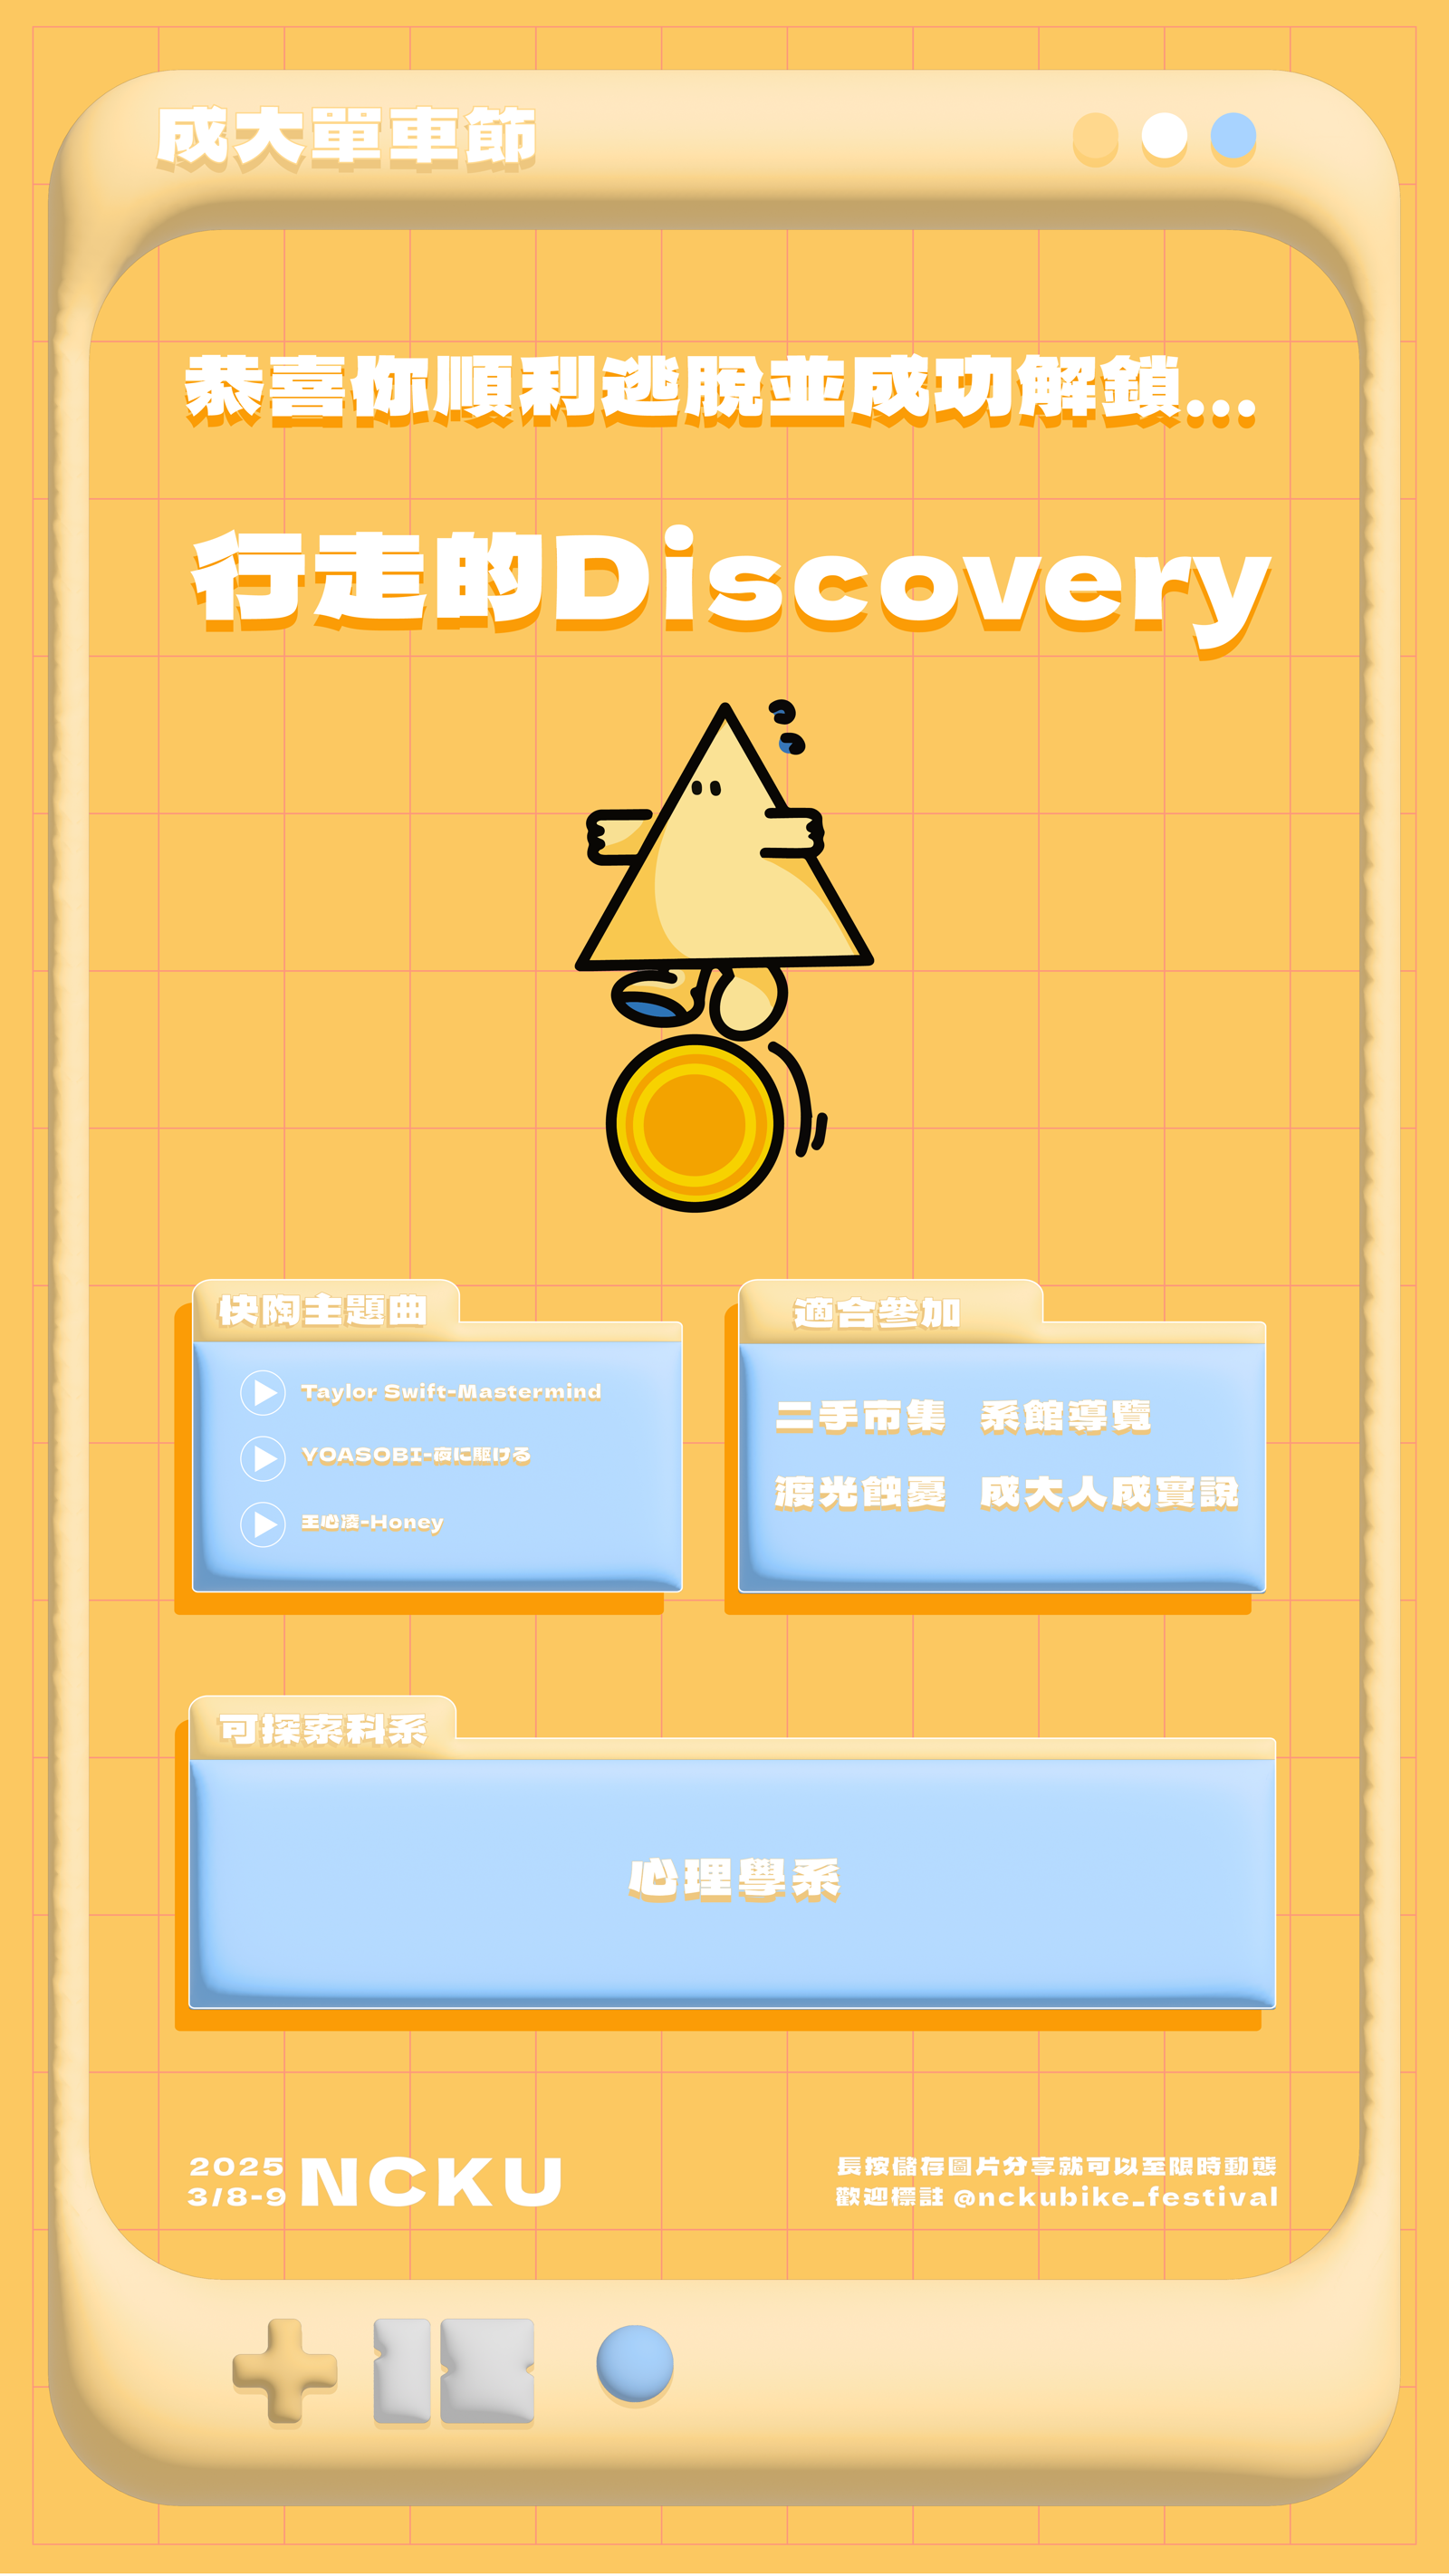 成大單車節
恭喜你順利逃脫並成功解鎖...
行走的Discovery
快陶主題曲
Taylor Swift-Mastermind
YOASOBI-夜に駆ける
王心凌-Honey
適合參加
二手市集 系館導覽
渡光蝕憂 成大人成實說
可探索科系
心理學系
2025
3/8-9
NCKU
長按儲存圖片分享就可以至限時動態
歡迎標註 @nckubike_festival